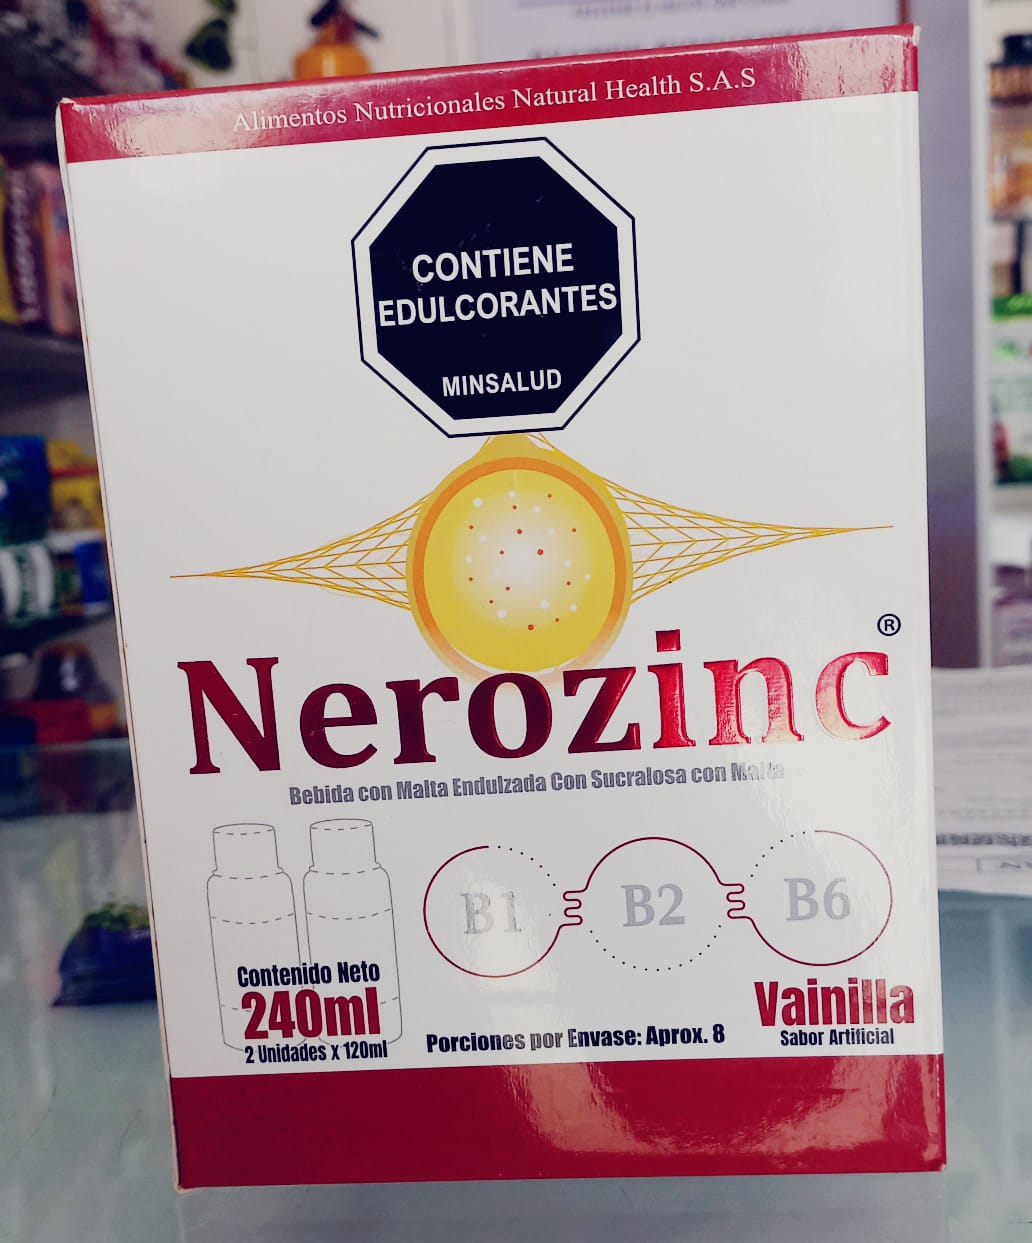 Alimentos Nutricionales Natural Health S.A.S
CONTIENE
EDULCORANTES
MINSALUD
Nerozinc®
Bebida con Malta Endulzada Con Sucralosa con Malta
B1 B2 B6
Contenido Neto
240ml
2 Unidades x 120ml
Porciones por Envase: Aprox. 8
Vainilla
Sabor Artificial